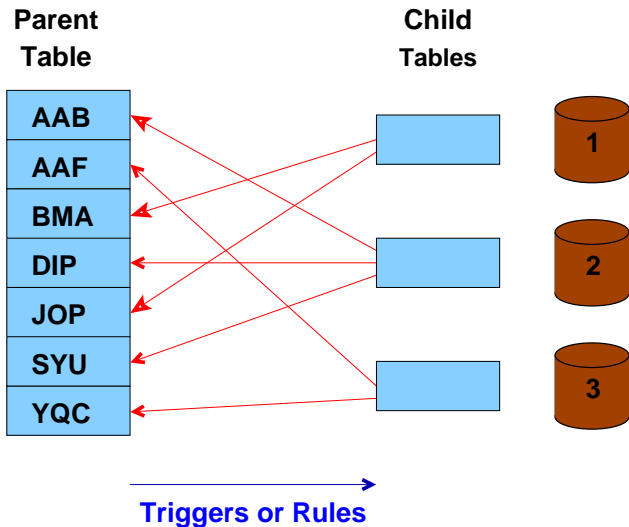 Parent
Table
Child
Tables
AAB
AAF
BMA
DIP
JOP
SYU
YQC
1
2
3
Triggers or Rules